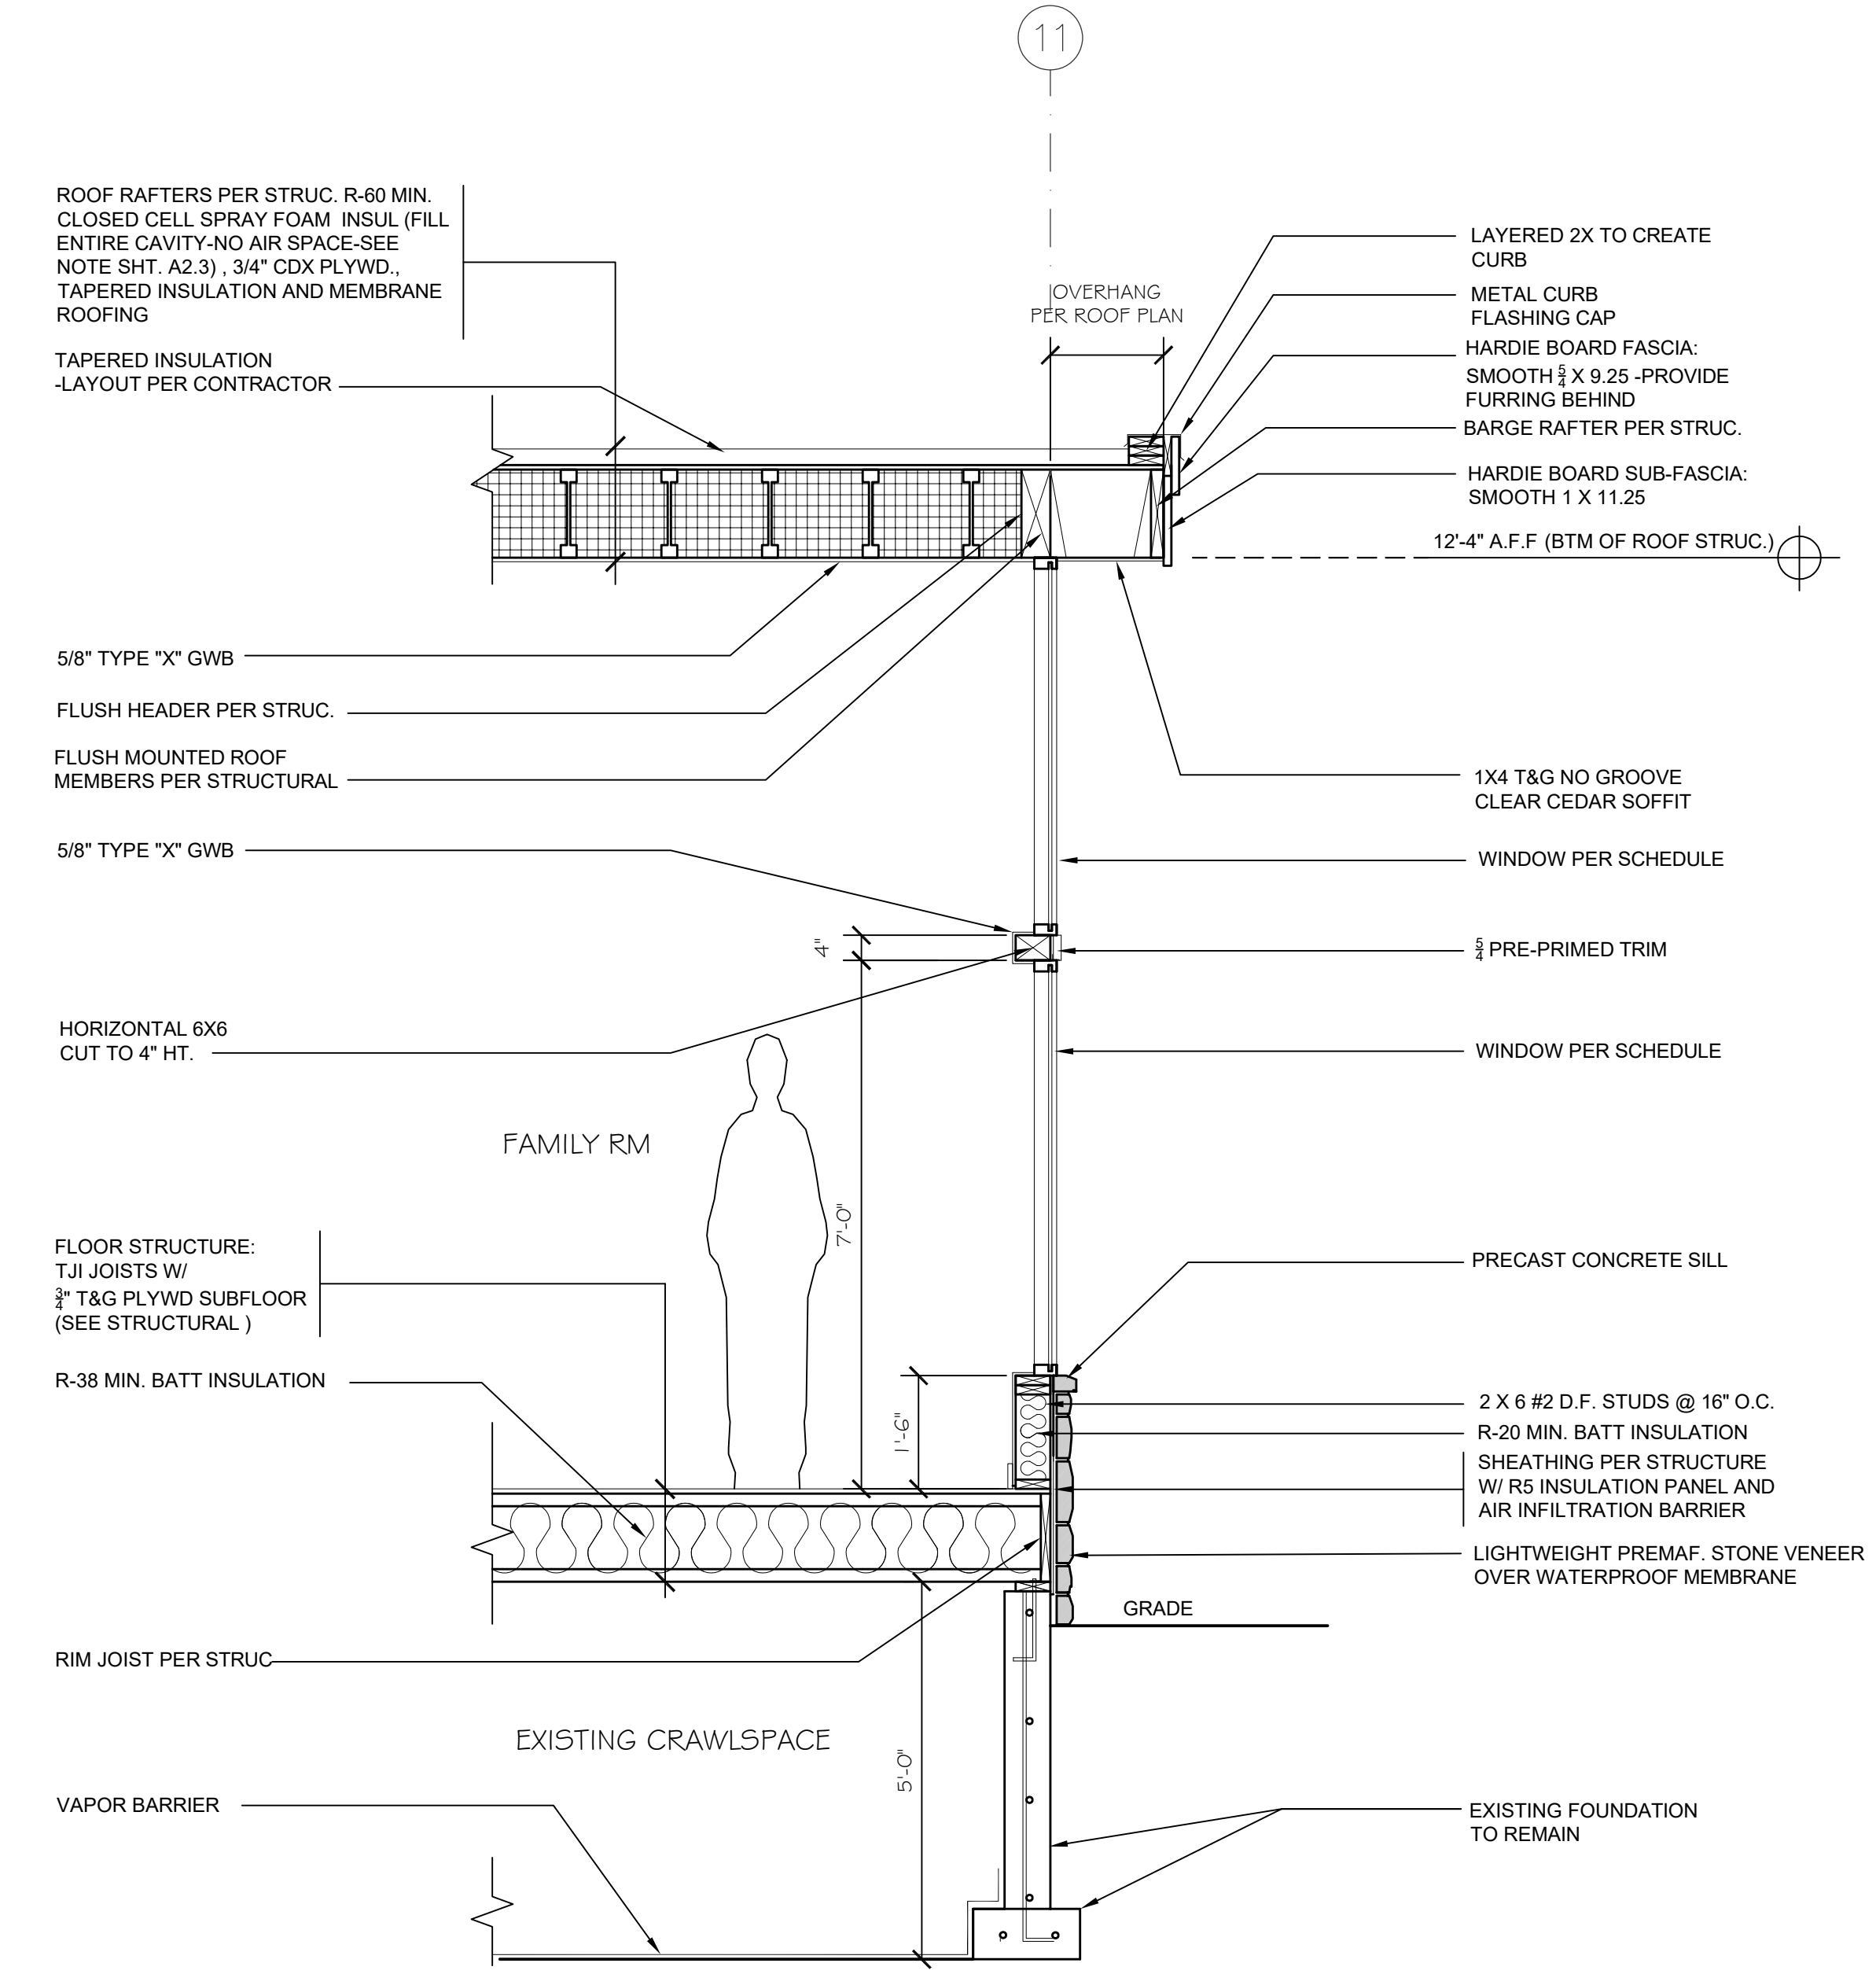 11
ROOF RAFTERS PER STRUC. R-60 MIN.
CLOSED CELL SPRAY FOAM INSUL (FILL
ENTIRE CAVITY-NO AIR SPACE-SEE
NOTE SHT. A2.3) , 3/4" CDX PLYWD.,
TAPERED INSULATION AND MEMBRANE
ROOFING
TAPERED INSULATION
-LAYOUT PER CONTRACTOR
OVERHANG
PER ROOF PLAN
LAYERED 2X TO CREATE
CURB
METAL CURB
FLASHING CAP
HARDIE BOARD FASCIA:
SMOOTH 5/4 X 9.25 -PROVIDE
FURRING BEHIND
BARGE RAFTER PER STRUC.
HARDIE BOARD SUB-FASCIA:
SMOOTH 1 X 11.25
12'-4" A.F.F (BTM OF ROOF STRUC.)
5/8" TYPE "X" GWB
FLUSH HEADER PER STRUC.
FLUSH MOUNTED ROOF
MEMBERS PER STRUCTURAL
1X4 T&G NO GROOVE
CLEAR CEDAR SOFFIT
5/8" TYPE "X" GWB
WINDOW PER SCHEDULE
4"
5/4 PRE-PRIMED TRIM
HORIZONTAL 6X6
CUT TO 4" HT.
WINDOW PER SCHEDULE
FAMILY RM
7'-0"
FLOOR STRUCTURE:
TJI JOISTS W/
3/4" T&G PLYWD SUBFLOOR
(SEE STRUCTURAL )
PRECAST CONCRETE SILL
R-38 MIN. BATT INSULATION
1'-6"
2 X 6 #2 D.F. STUDS @ 16" O.C.
R-20 MIN. BATT INSULATION
SHEATHING PER STRUCTURE
W/ R5 INSULATION PANEL AND
AIR INFILTRATION BARRIER
LIGHTWEIGHT PREMAF. STONE VENEER
OVER WATERPROOF MEMBRANE
GRADE
RIM JOIST PER STRUC
EXISTING CRAWLSPACE
5'-0"
VAPOR BARRIER
EXISTING FOUNDATION
TO REMAIN